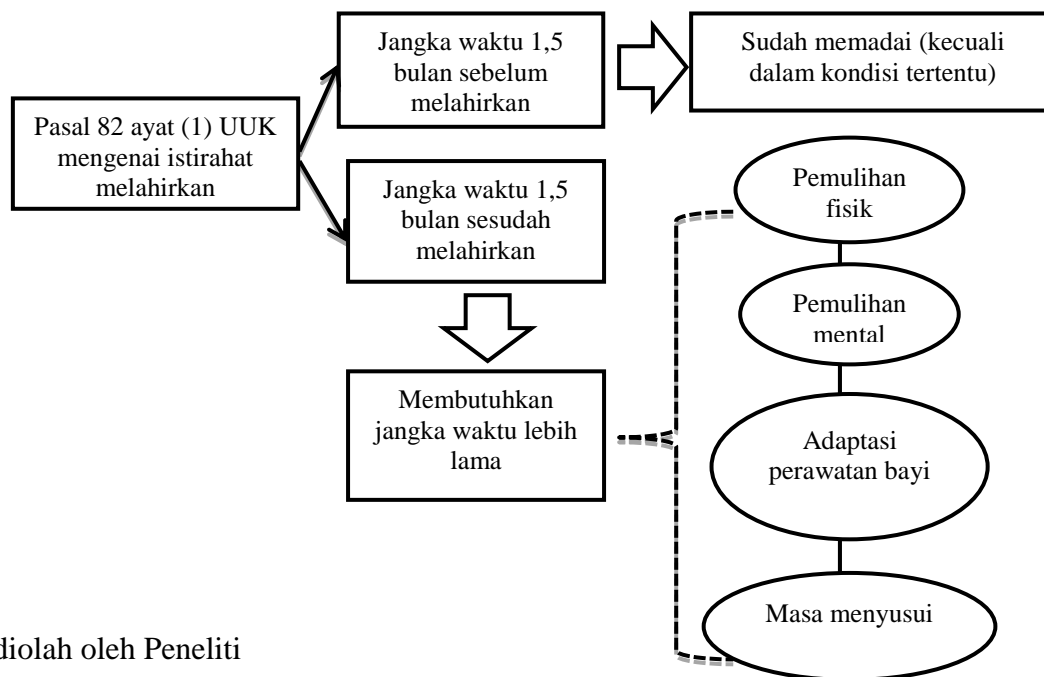 Pasal 82 ayat (1) UUK
mengenai istirahat
melahirkan
Jangka waktu 1,5
bulan sebelum
melahirkan
Sudah memadai (kecuali
dalam kondisi tertentu)
Jangka waktu 1,5
bulan sesudah
melahirkan
Membutuhkan
jangka waktu lebih
lama
Pemulihan
fisik
Pemulihan
mental
Adaptasi
perawatan bayi
Masa menyusui
diolah oleh Peneliti